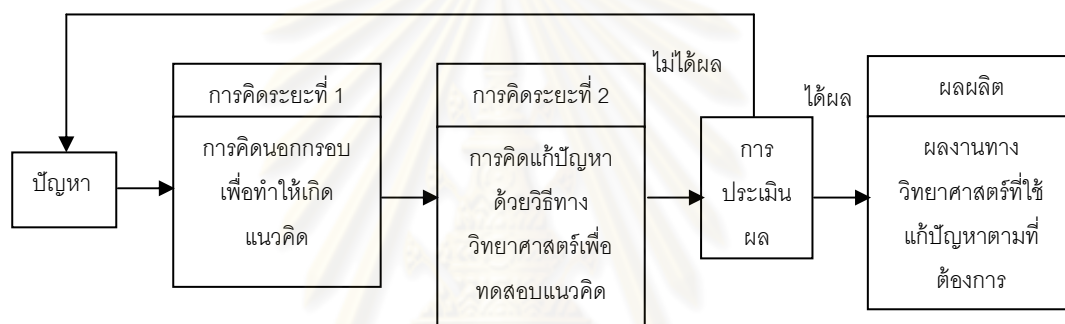 ปัญหา
การคิดระยะที่ 1
การคิดนอกกรอบ
เพื่อทำให้เกิด
แนวคิด
การคิดระยะที่ 2
การคิดแก้ปัญหา
ด้วยวิธีทาง
วิทยาศาสตร์เพื่อ
ทดสอบแนวคิด
ไม่ได้ผล
การ
ประเมิน
ผล
ได้ผล
ผลผลิต
ผลงานทาง
วิทยาศาสตร์ที่ใช้
แก้ปัญหาตามที่
ต้องการ